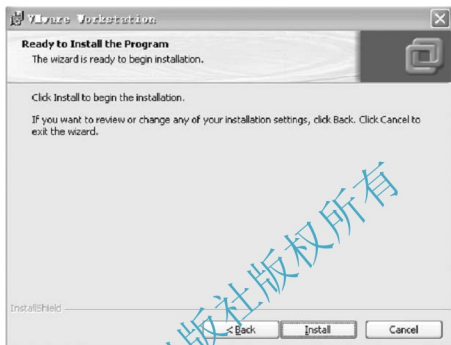 VMware Workstation
Ready to Install the Program
The wizard is ready to begin installation.
Click Install to begin the installation.
If you want to review or change any of your installation settings, click Back. Click Cancel to
exit the wizard.
InstallShield
< Back
Install
Cancel
版社版权所有